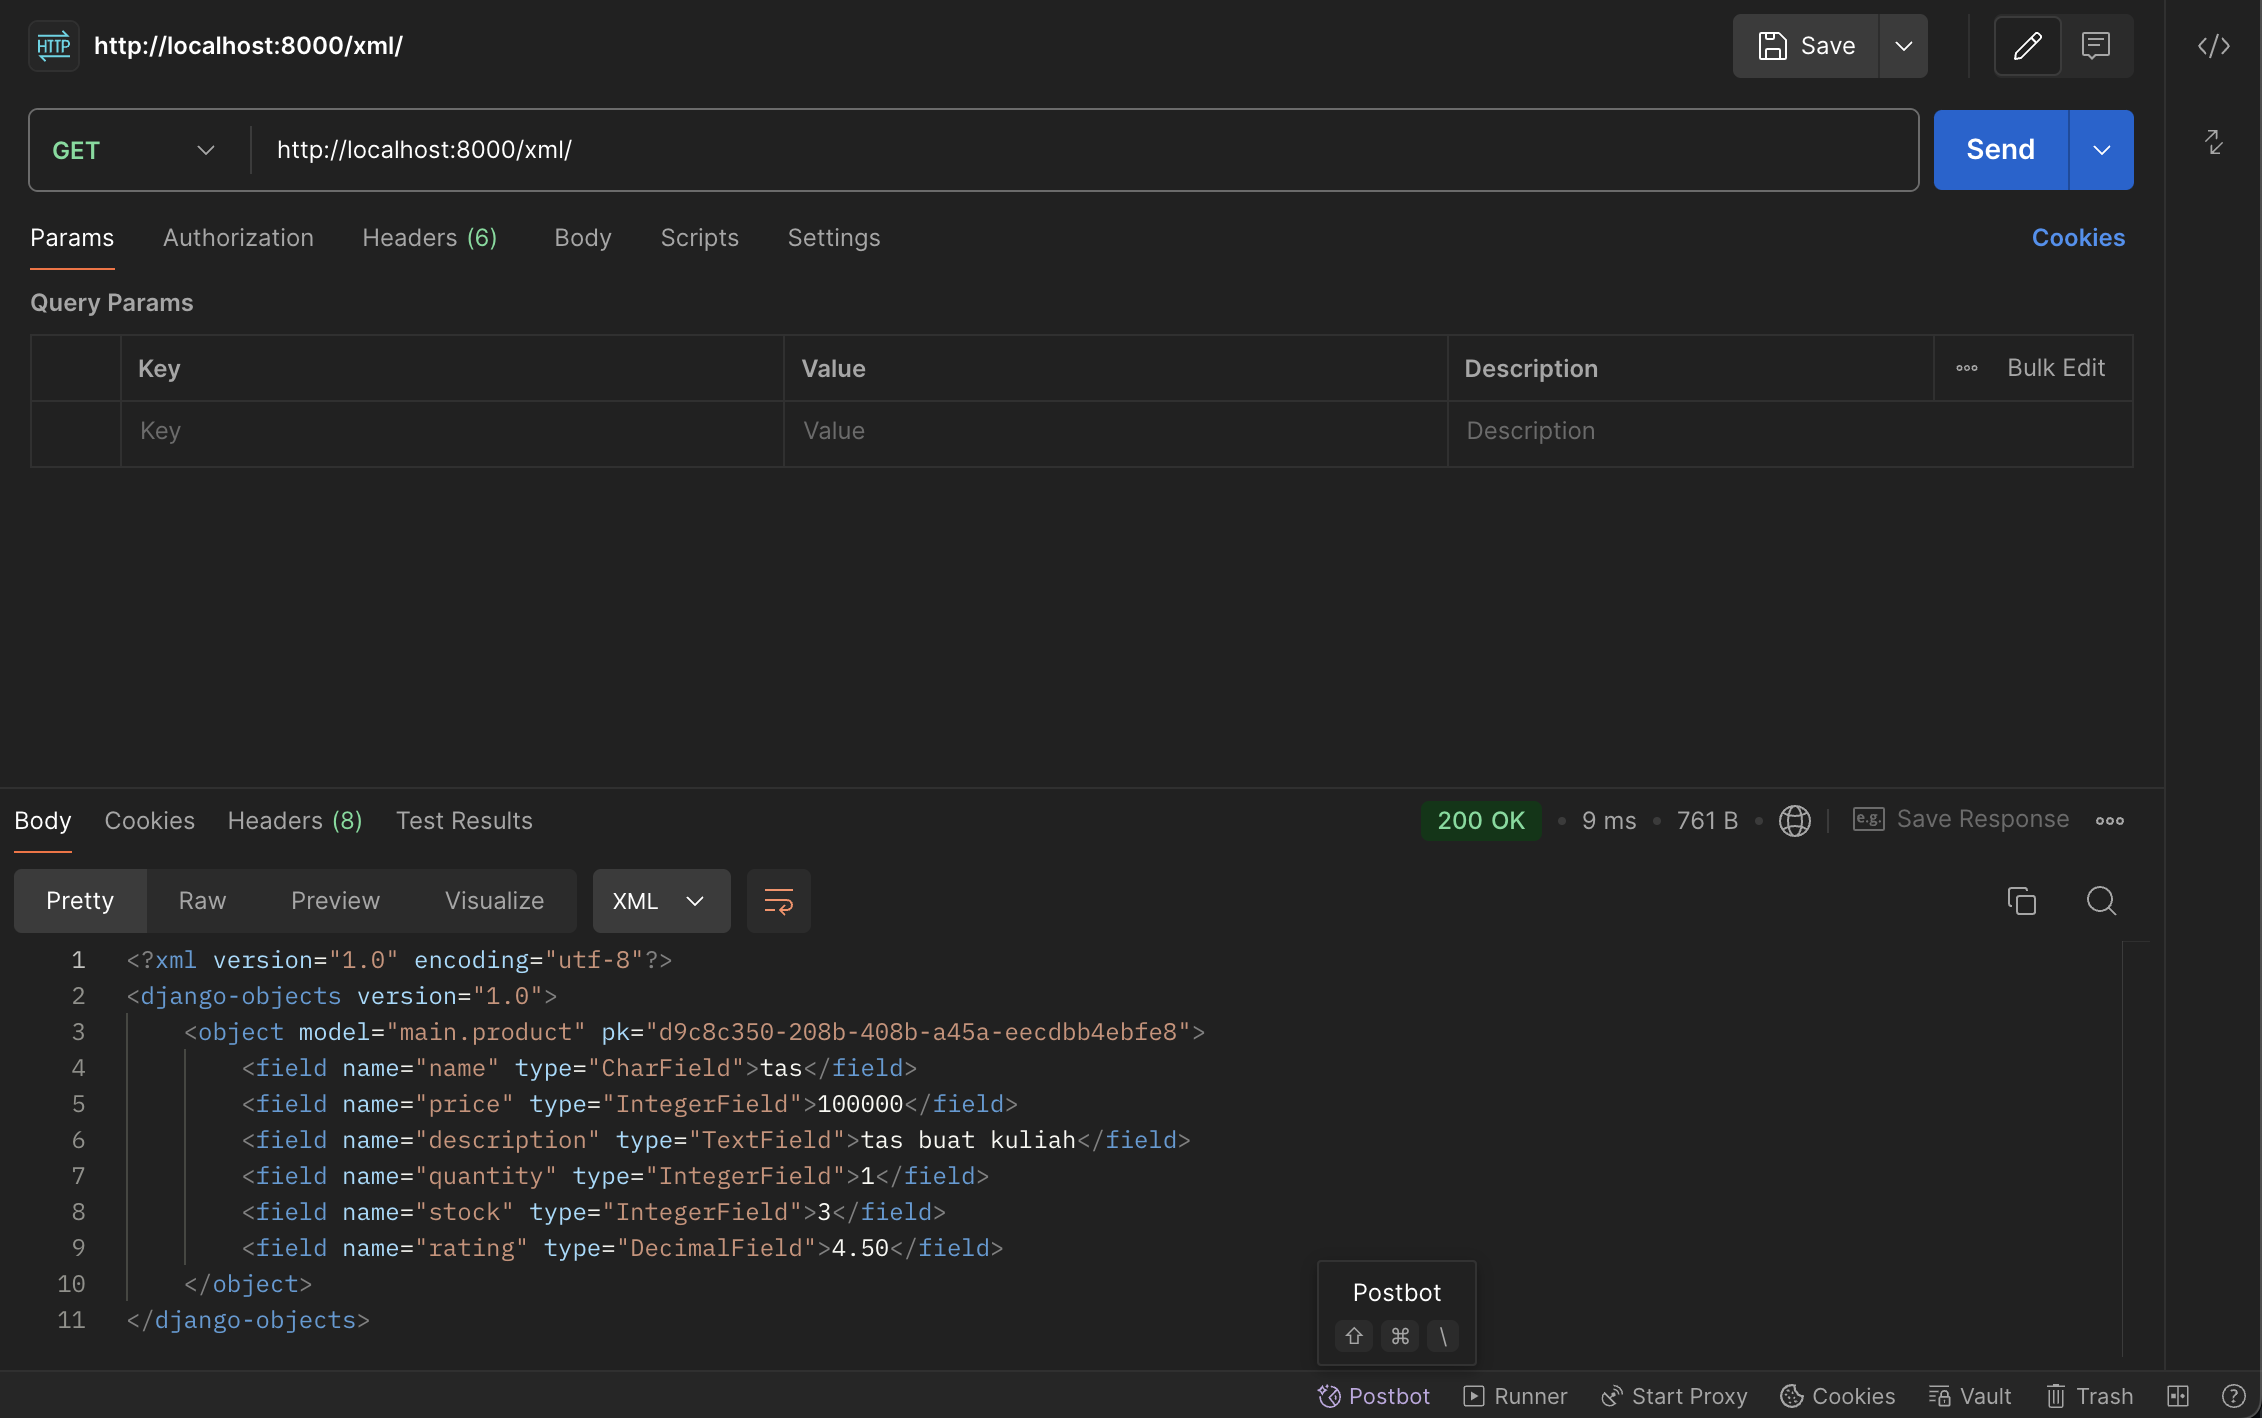 HTTP http://localhost:8000/xml/ Save
GET http://localhost:8000/xml/ Send
Params Authorization Headers (6) Body Scripts Settings Cookies
Query Params
Key Value Description Bulk Edit
Key Value Description
Body Cookies Headers (8) Test Results 200 OK 9 ms 761 B e.g. Save Response
Pretty Raw Preview Visualize XML
1 <?xml version="1.0" encoding="utf-8"?>
2 <django-objects version="1.0">
3 <object model="main.product" pk="d9c8c350-208b-408b-a45a-eecdbb4ebfe8">
4 <field name="name" type="CharField">tas</field>
5 <field name="price" type="IntegerField">100000</field>
6 <field name="description" type="TextField">tas buat kuliah</field>
7 <field name="quantity" type="IntegerField">1</field>
8 <field name="stock" type="IntegerField">3</field>
9 <field name="rating" type="DecimalField">4.50</field>
10 </object>
11 </django-objects>
Postbot
⇧ ⌘ \
Postbot Runner Start Proxy Cookies Vault Trash